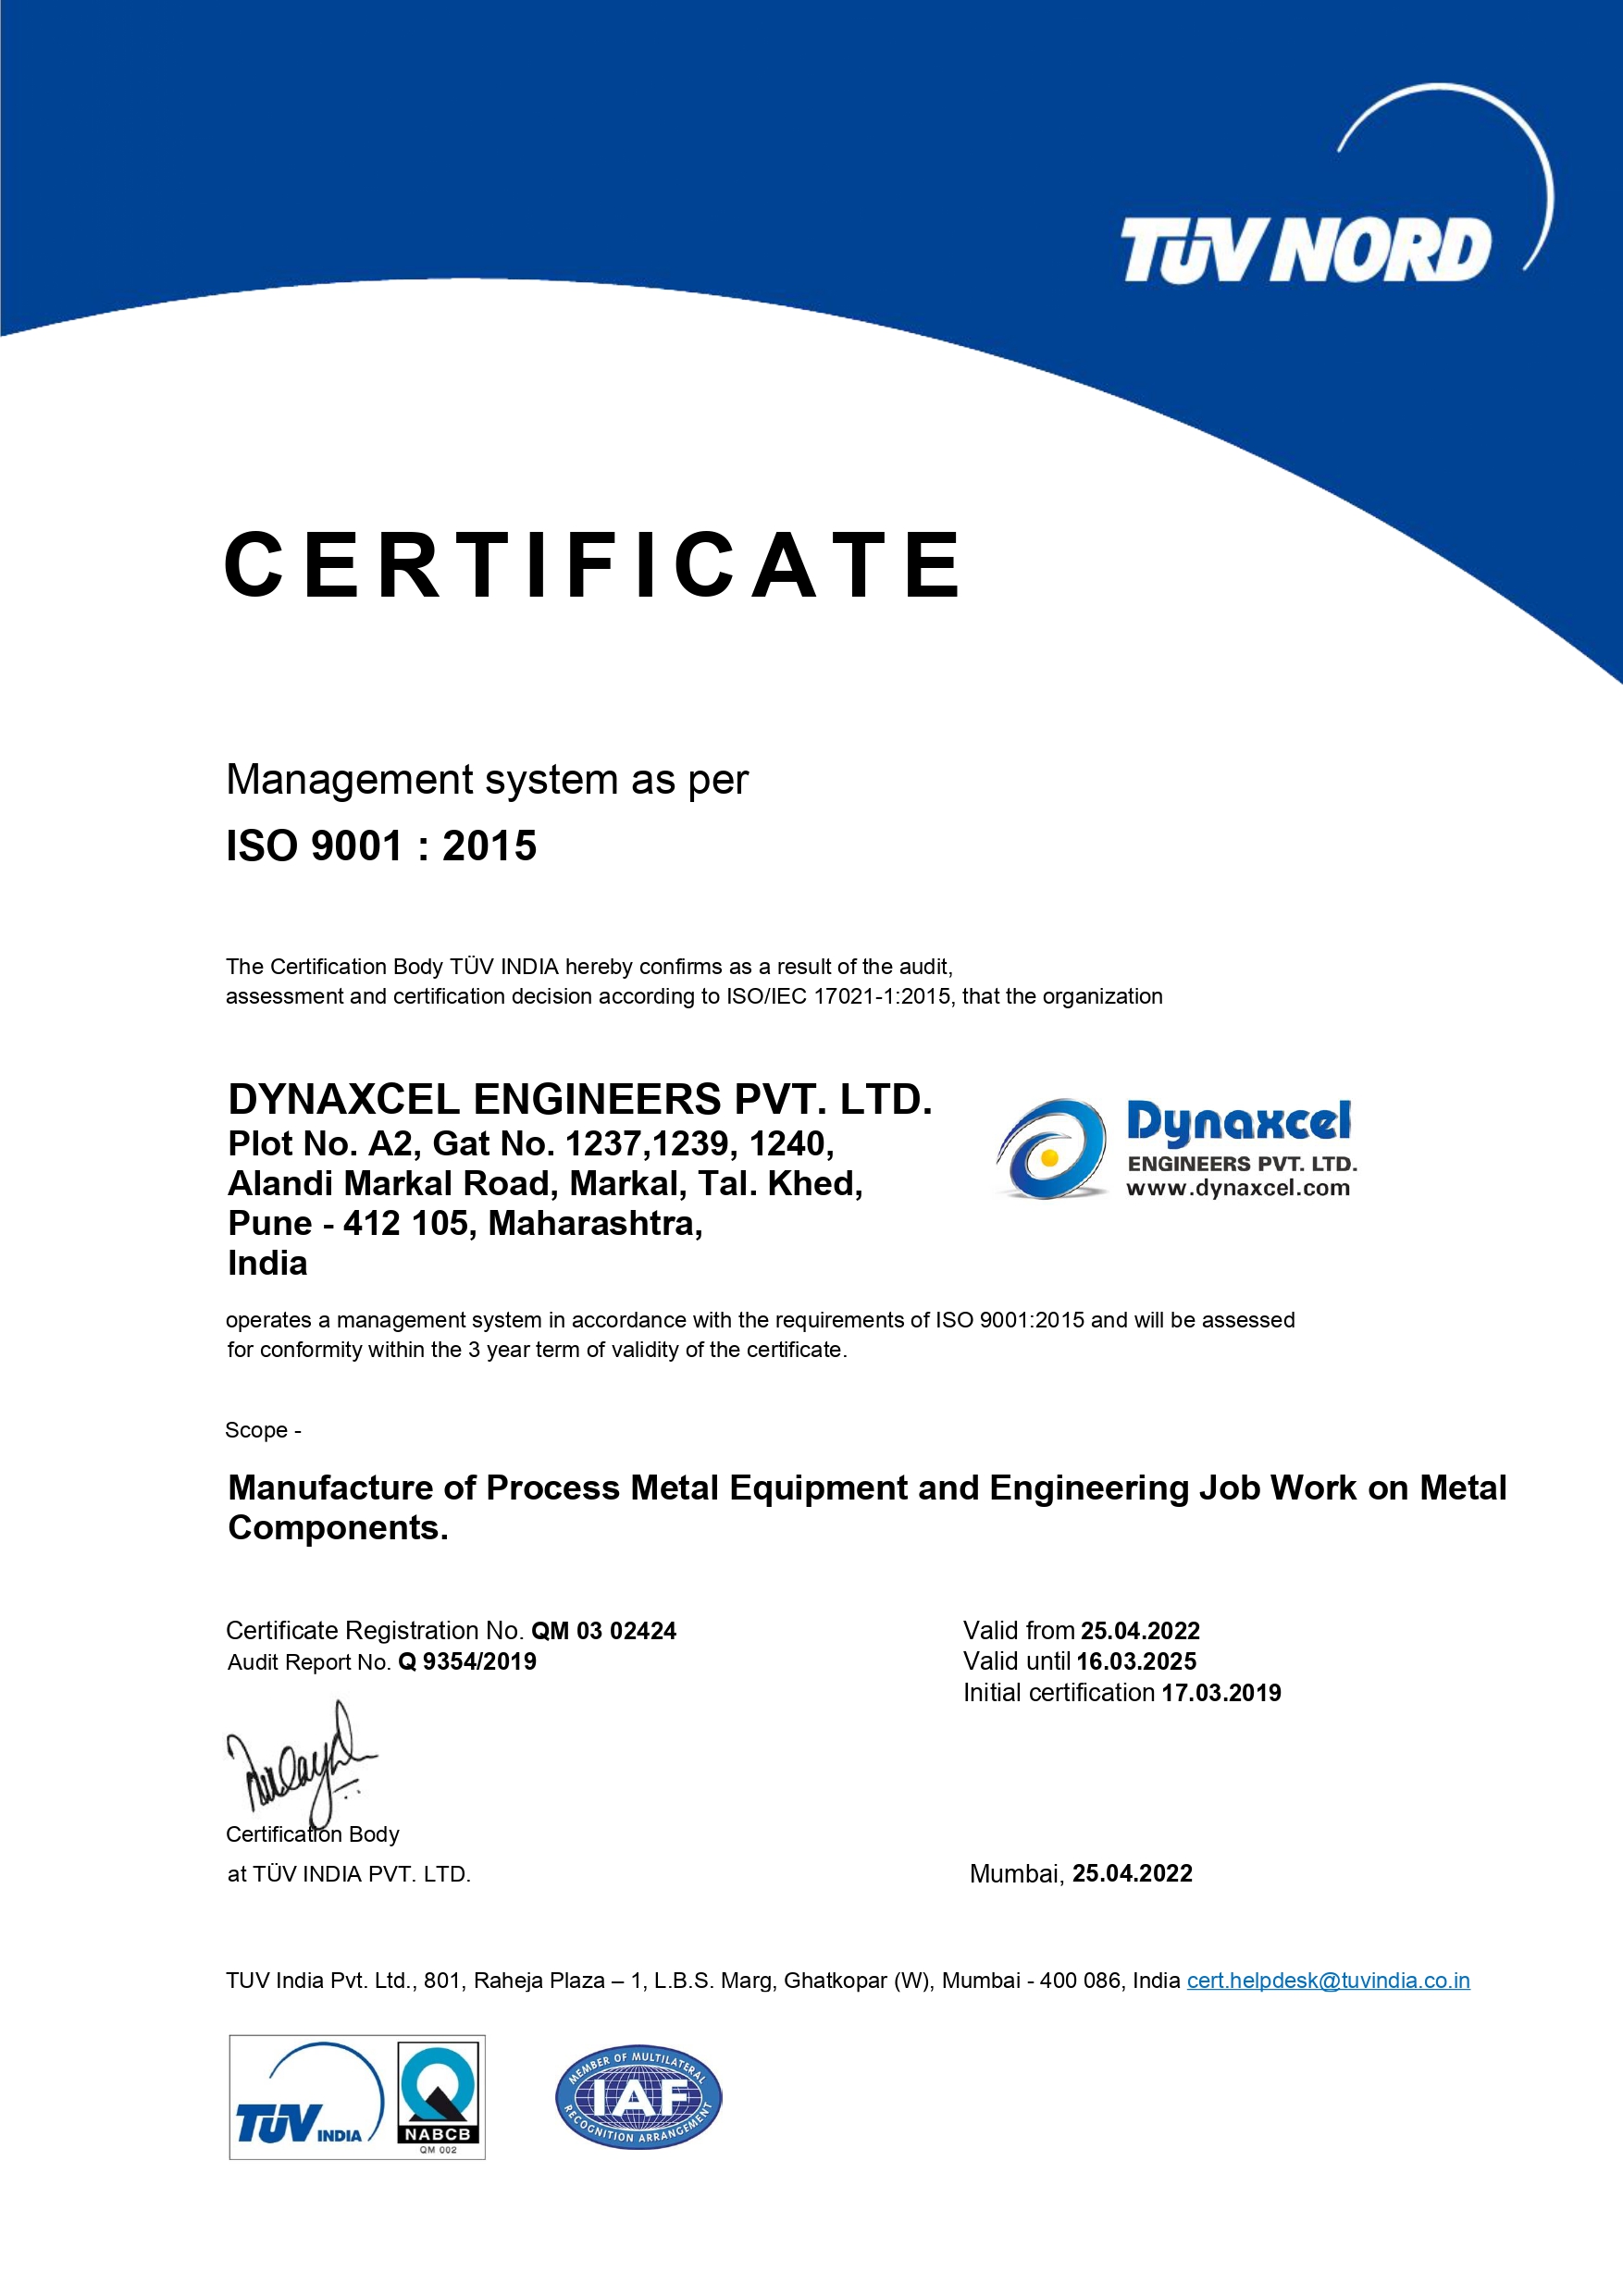 TÜV NORD
CERTIFICATE
Management system as per
ISO 9001 : 2015
The Certification Body TÜV INDIA hereby confirms as a result of the audit,
assessment and certification decision according to ISO/IEC 17021-1:2015, that the organization
DYNAXCEL ENGINEERS PVT. LTD.
Plot No. A2, Gat No. 1237,1239, 1240,
Alandi Markal Road, Markal, Tal. Khed,
Pune - 412 105, Maharashtra,
India
Dynaxcel
ENGINEERS PVT. LTD.
www.dynaxcel.com
operates a management system in accordance with the requirements of ISO 9001:2015 and will be assessed
for conformity within the 3 year term of validity of the certificate.
Scope -
Manufacture of Process Metal Equipment and Engineering Job Work on Metal
Components.
Certificate Registration No. QM 03 02424
Audit Report No. Q 9354/2019
Valid from 25.04.2022
Valid until 16.03.2025
Initial certification 17.03.2019
Certification Body
at TÜV INDIA PVT. LTD.
Mumbai, 25.04.2022
TUV India Pvt. Ltd., 801, Raheja Plaza – 1, L.B.S. Marg, Ghatkopar (W), Mumbai - 400 086, India cert.helpdesk@tuvindia.co.in
TÜV INDIA
NABCB
QM 002
MEMBER OF MULTILATERAL
IAF
RECOGNITION ARRANGEMENT